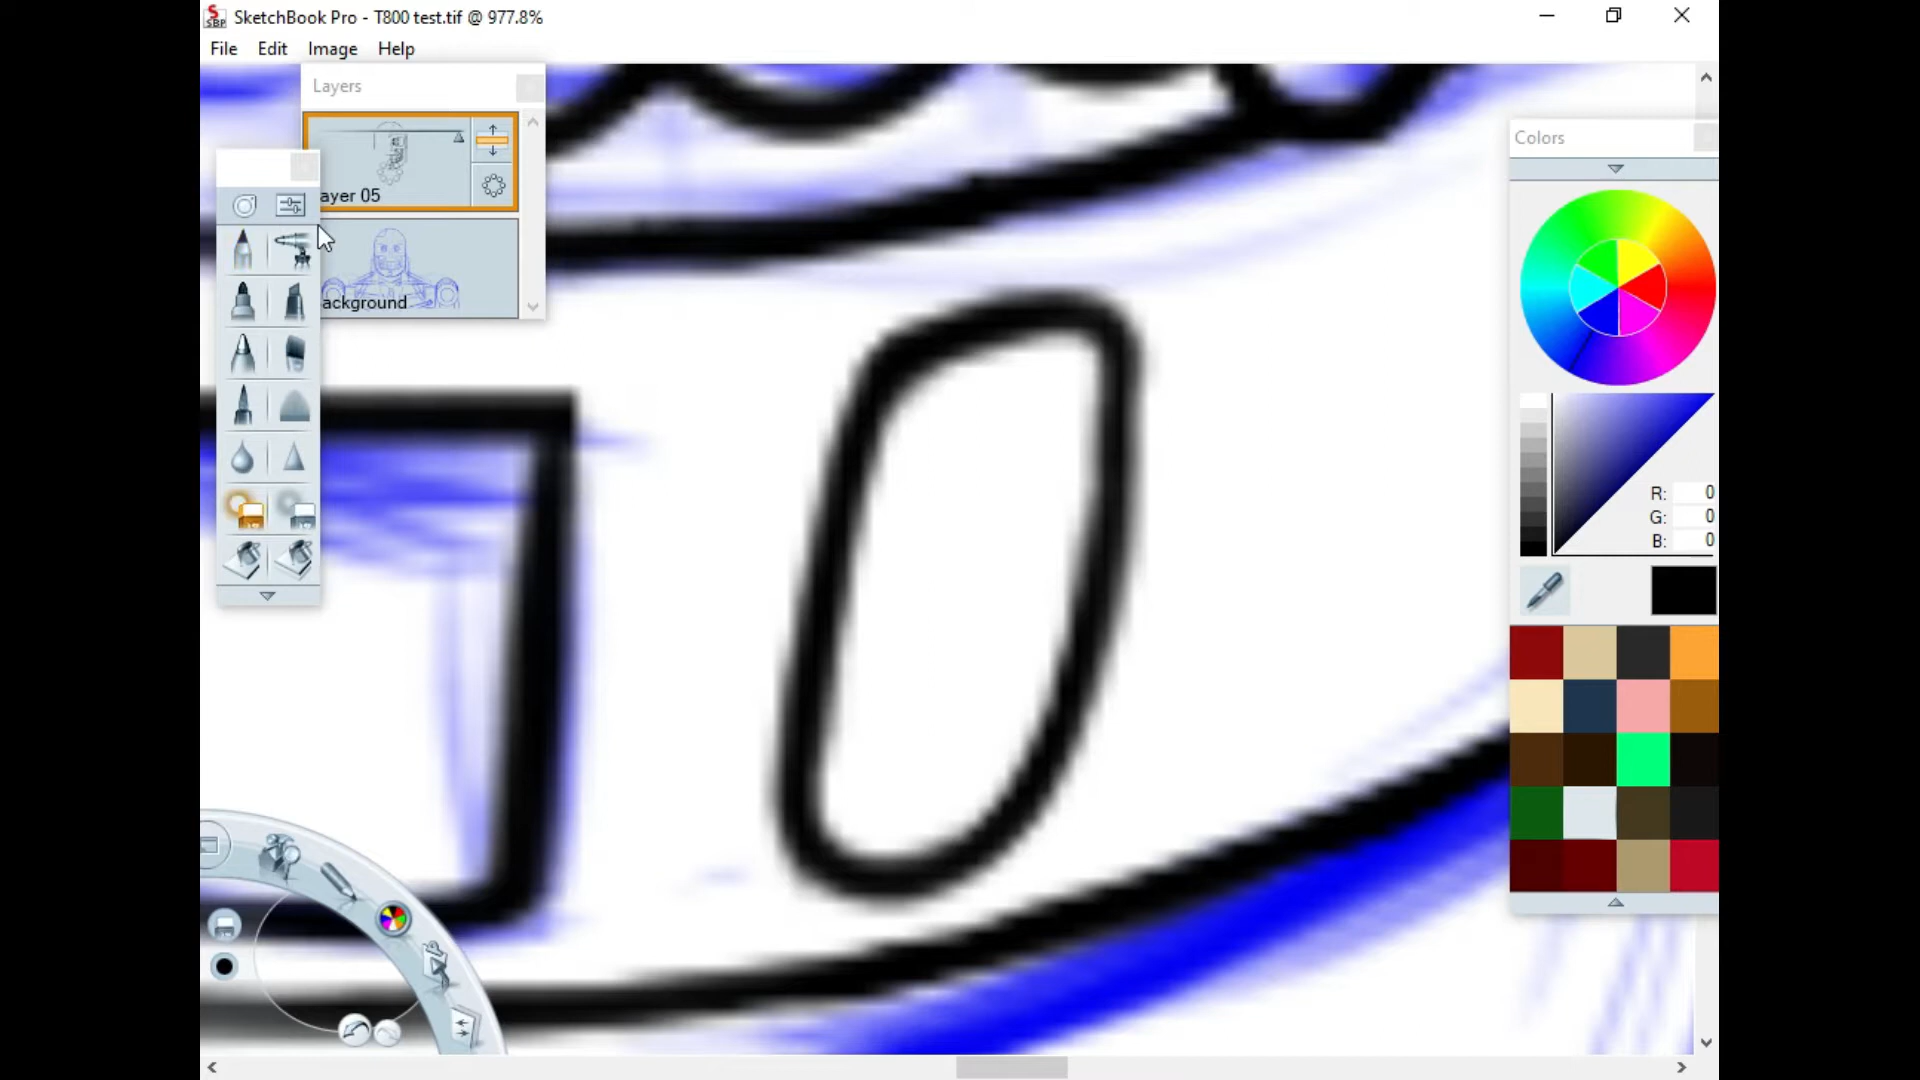 SketchBook Pro - T800 test.tif @ 977.8%
File Edit Image Help
Layers
ayer 05
ackground
Colors
R: 0
G: 0
B: 0